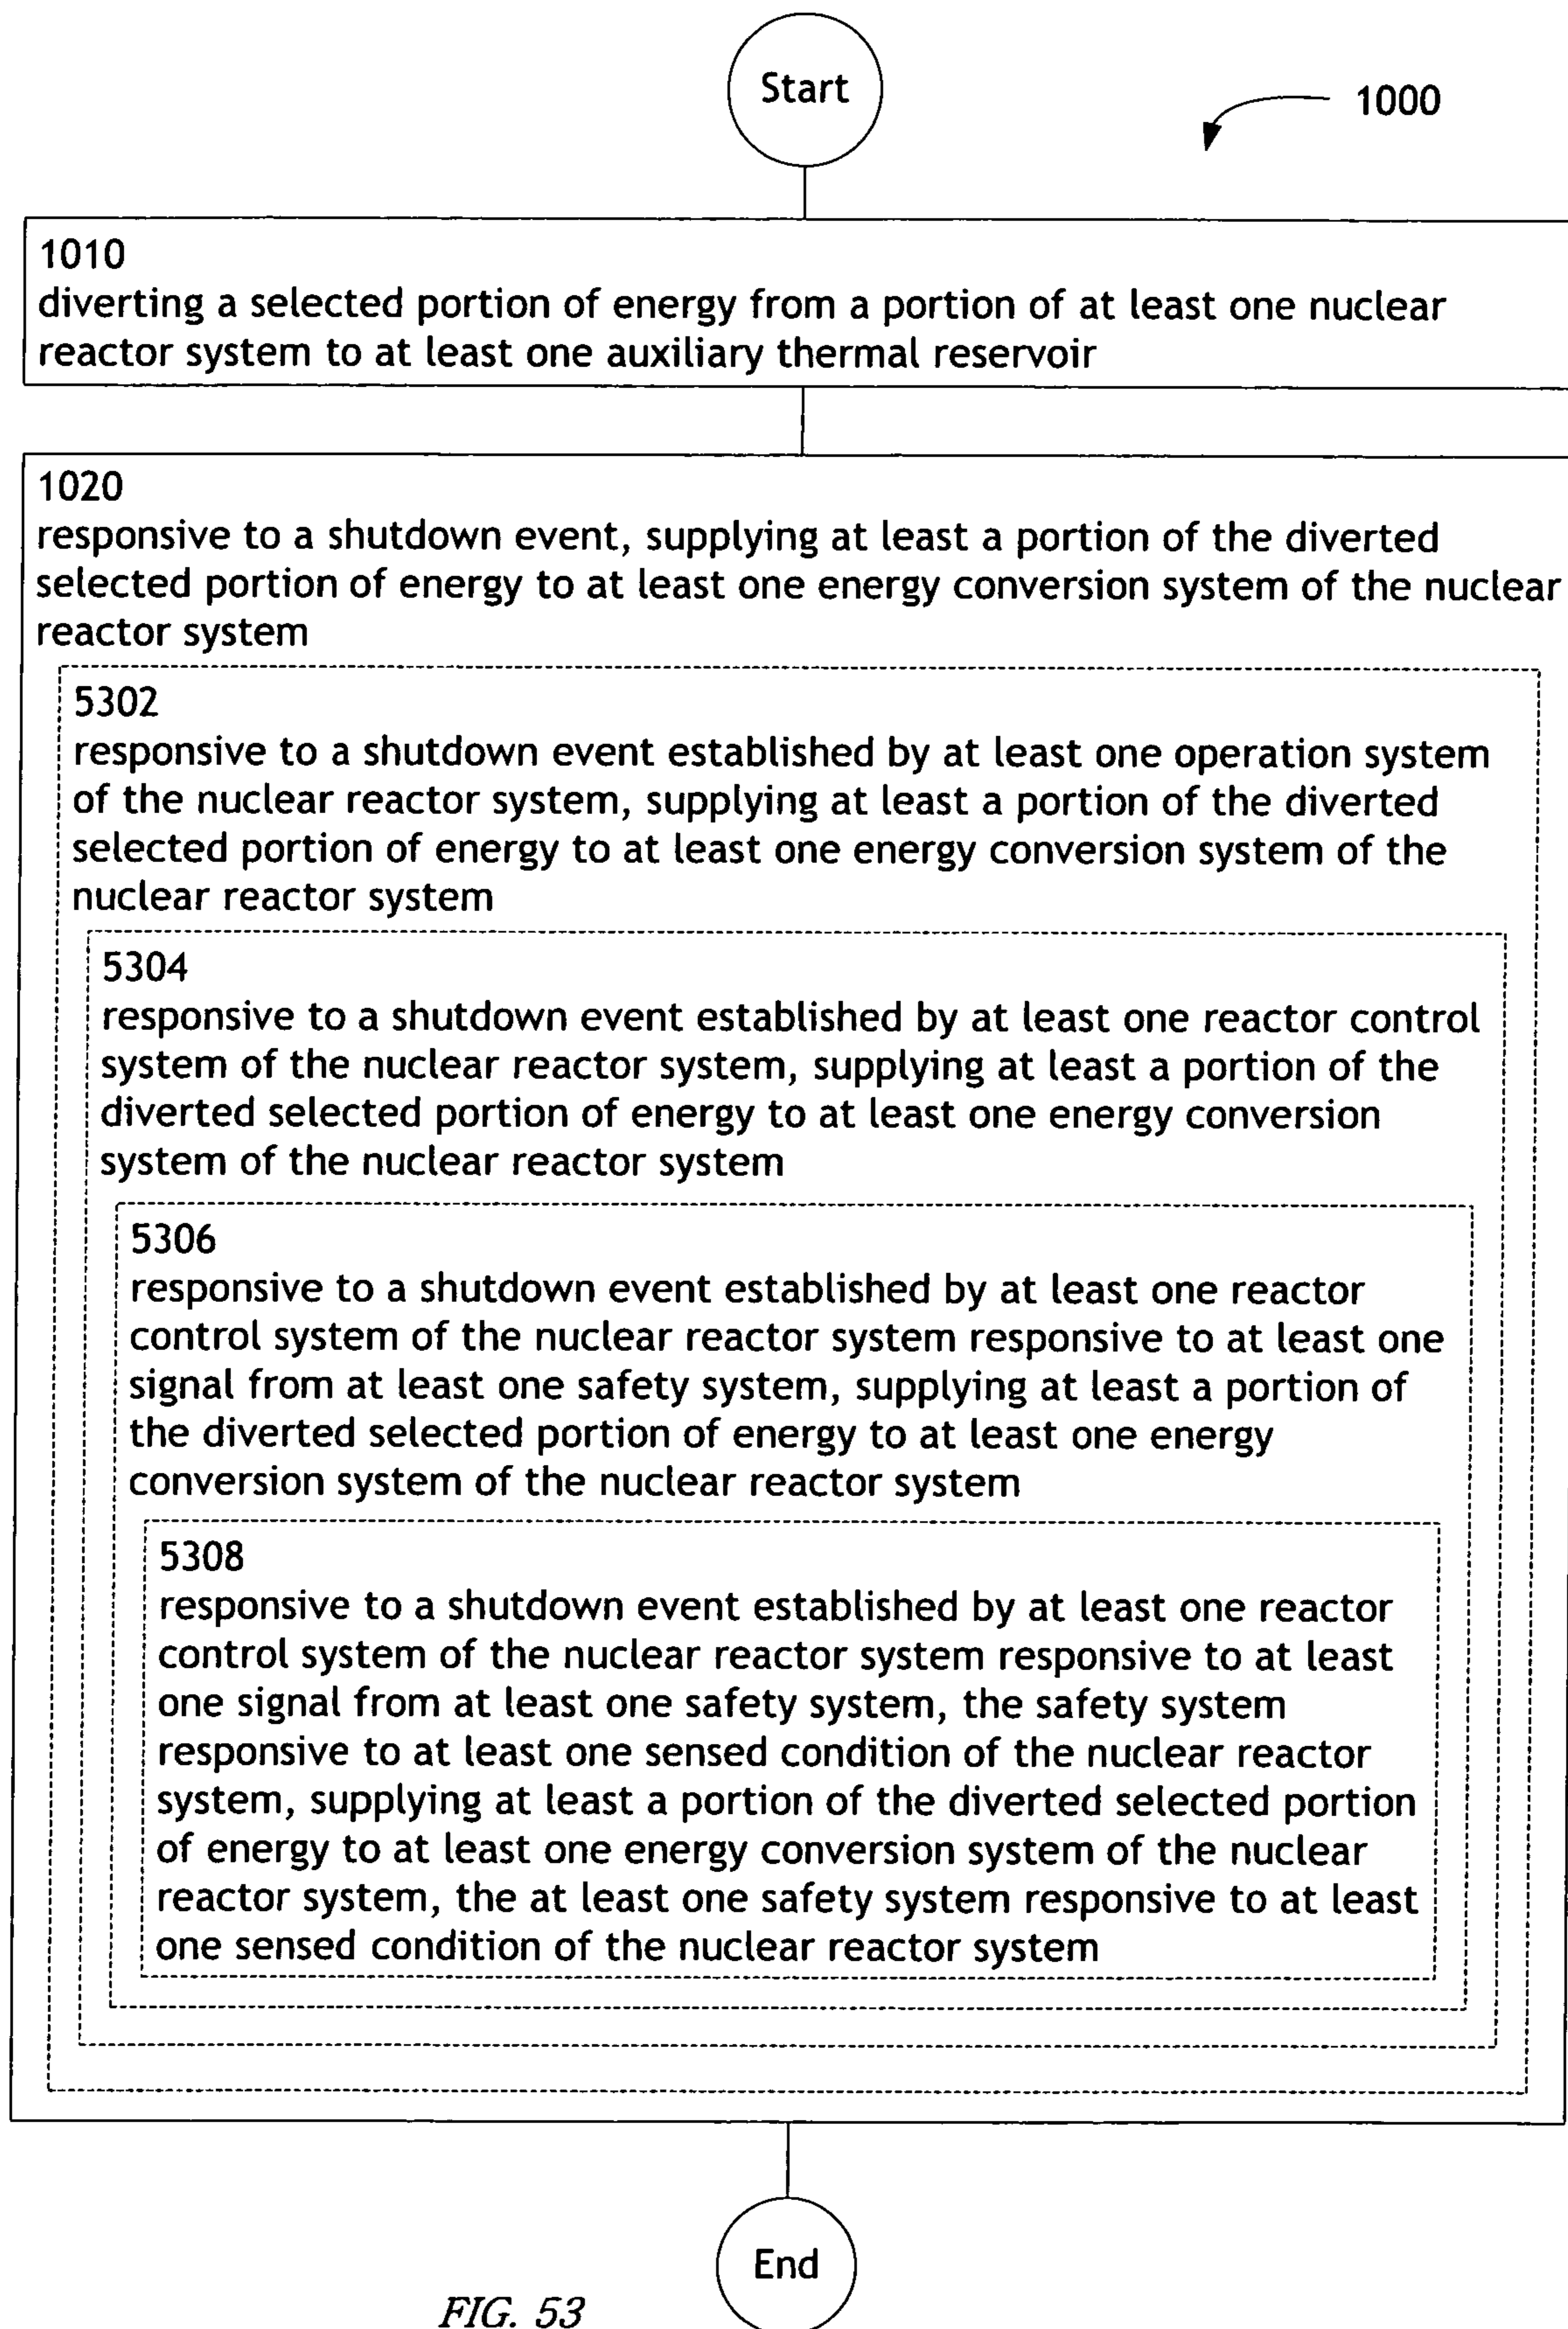 Start
1000
1010
diverting a selected portion of energy from a portion of at least one nuclear
reactor system to at least one auxiliary thermal reservoir
1020
responsive to a shutdown event, supplying at least a portion of the diverted
selected portion of energy to at least one energy conversion system of the nuclear
reactor system
5302
responsive to a shutdown event established by at least one operation system
of the nuclear reactor system, supplying at least a portion of the diverted
selected portion of energy to at least one energy conversion system of the
nuclear reactor system
5304
responsive to a shutdown event established by at least one reactor control
system of the nuclear reactor system, supplying at least a portion of the
diverted selected portion of energy to at least one energy conversion
system of the nuclear reactor system
5306
responsive to a shutdown event established by at least one reactor
control system of the nuclear reactor system responsive to at least one
signal from at least one safety system, supplying at least a portion of
the diverted selected portion of energy to at least one energy
conversion system of the nuclear reactor system
5308
responsive to a shutdown event established by at least one reactor
control system of the nuclear reactor system responsive to at least
one signal from at least one safety system, the safety system
responsive to at least one sensed condition of the nuclear reactor
system, supplying at least a portion of the diverted selected portion
of energy to at least one energy conversion system of the nuclear
reactor system, the at least one safety system responsive to at least
one sensed condition of the nuclear reactor system
End
FIG. 53